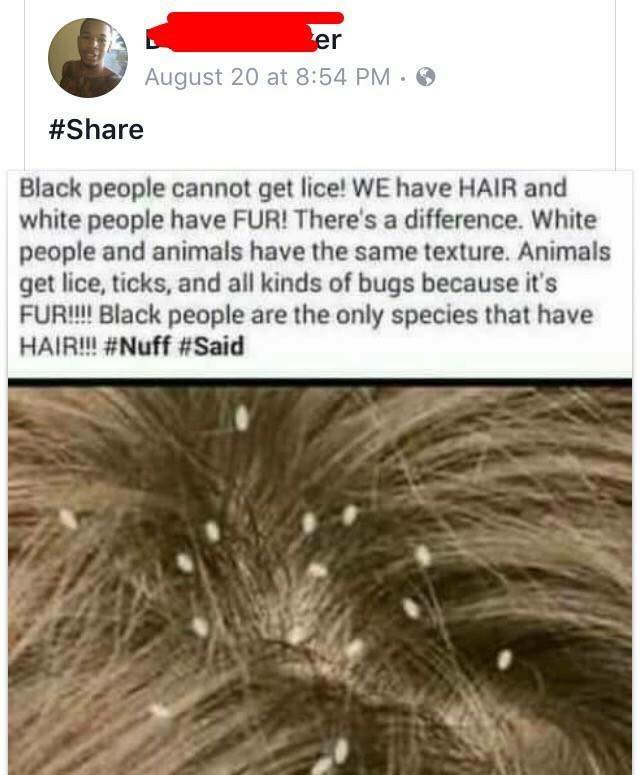 er
August 20 at 8:54 PM ·
#Share
Black people cannot get lice! WE have HAIR and
white people have FUR! There's a difference. White
people and animals have the same texture. Animals
get lice, ticks, and all kinds of bugs because it's
FUR!!!! Black people are the only species that have
HAIR!!! #Nuff #Said